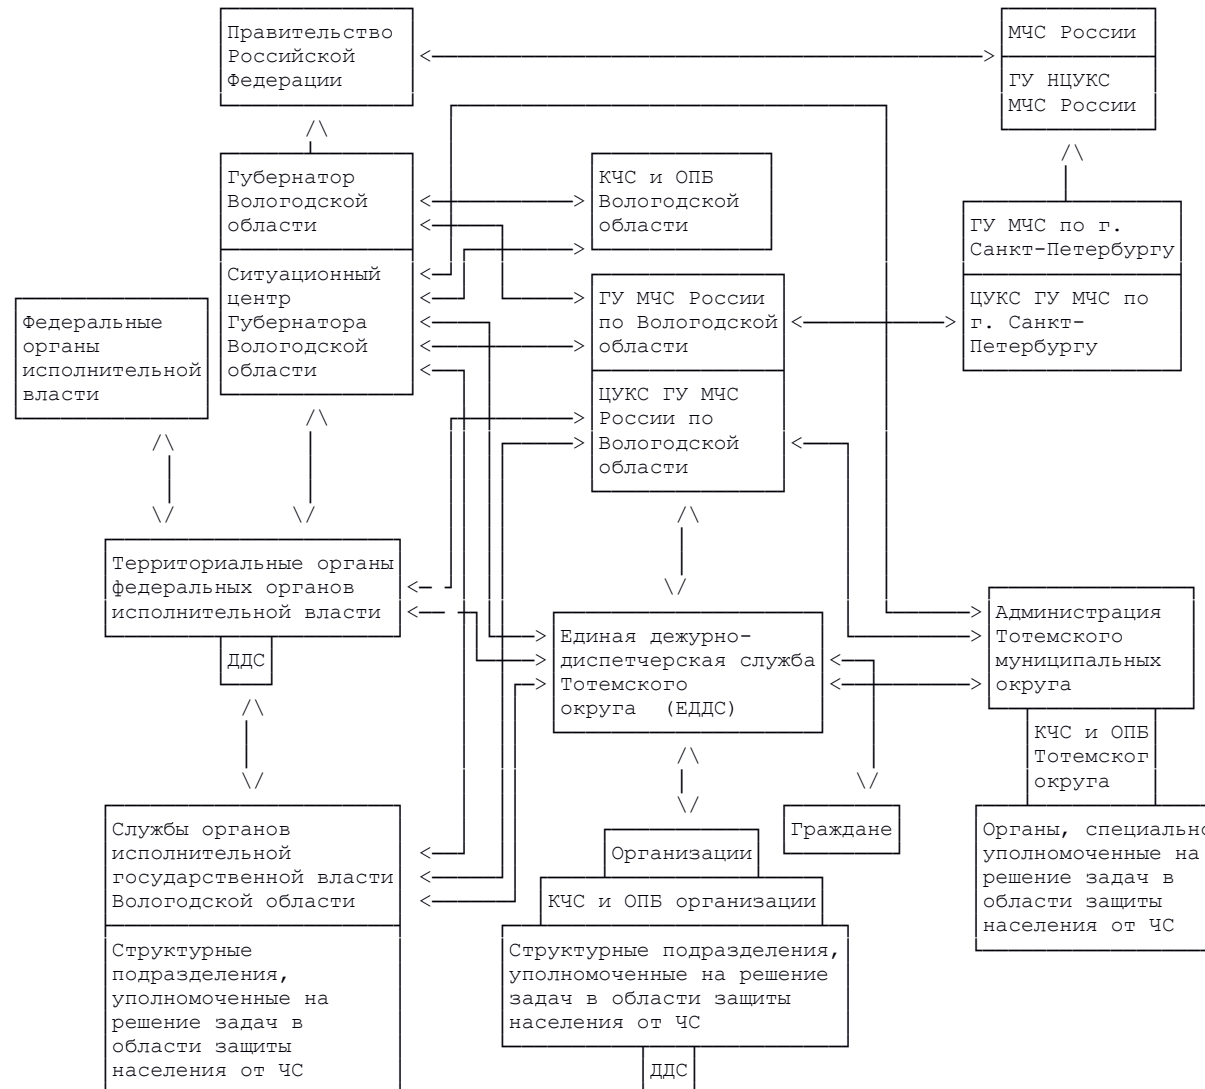 Правительство
Российской
Федерации
МЧС России
ГУ НЦУКС
МЧС России
Губернатор
Вологодской
области
КЧС и ОПБ
Вологодской
области
ГУ МЧС по г.
Санкт-Петербургу
ЦУКС ГУ МЧС по
г. Санкт-
Петербургу
Ситуационный
центр
Губернатора
Вологодской
области
ГУ МЧС России
по Вологодской
области
ЦУКС ГУ МЧС
России по
Вологодской
области
Федеральные
органы
исполнительной
власти
Территориальные органы
федеральных органов
исполнительной власти
ДДС
Единая дежурно-
диспетчерская служба
Тотемского
округа (ЕДДС)
Администрация
Тотемского
муниципальных
округа
КЧС и ОПБ
Тотемског
округа
Органы, специально
уполномоченные на
решение задач в
области защиты
населения от ЧС
Службы органов
исполнительной
государственной власти
Вологодской области
Структурные
подразделения,
уполномоченные на
решение задач в
области защиты
населения от ЧС
Организации
КЧС и ОПБ организации
Структурные подразделения,
уполномоченные на решение
задач в области защиты
населения от ЧС
ДДС
Граждане